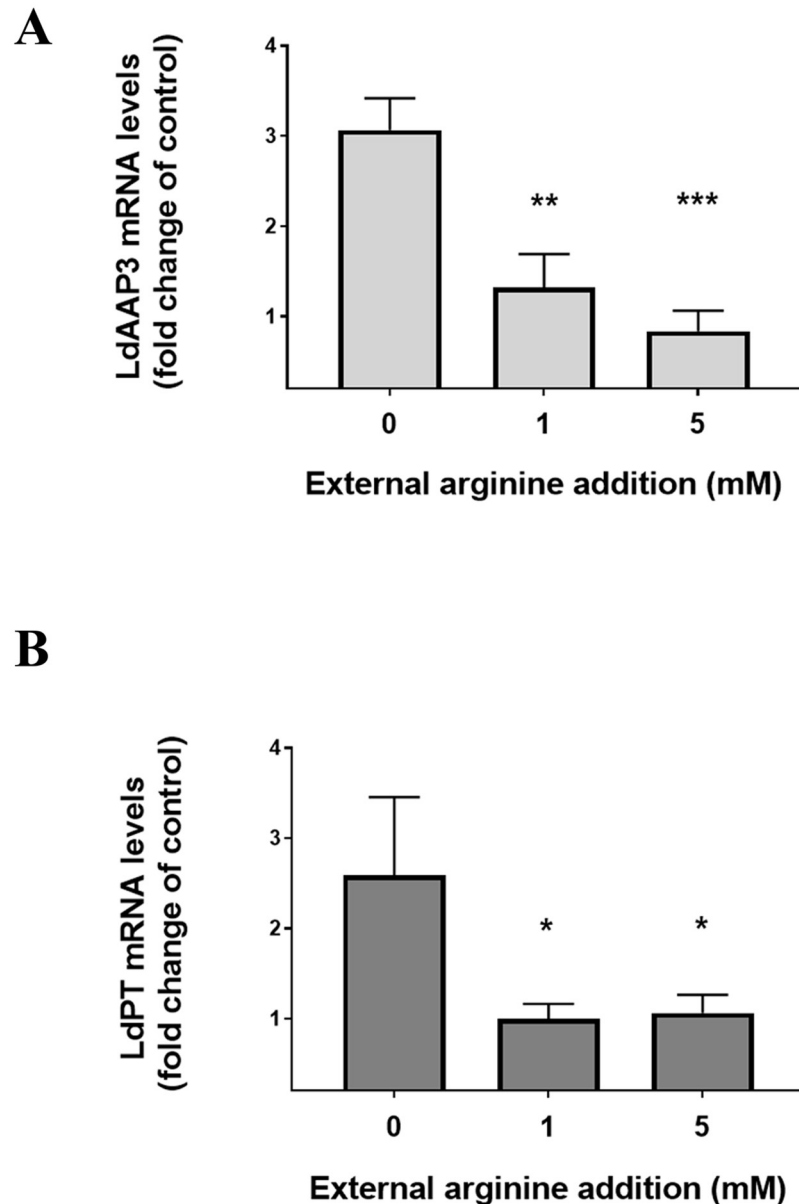 A
LdAAP3 mRNA levels
(fold change of control)
4
3
2
1
** ***
0 1 5
External arginine addition (mM)
B
LdPT mRNA levels
(fold change of control)
4
3
2
1
* *
0 1 5
External arginine addition (mM)